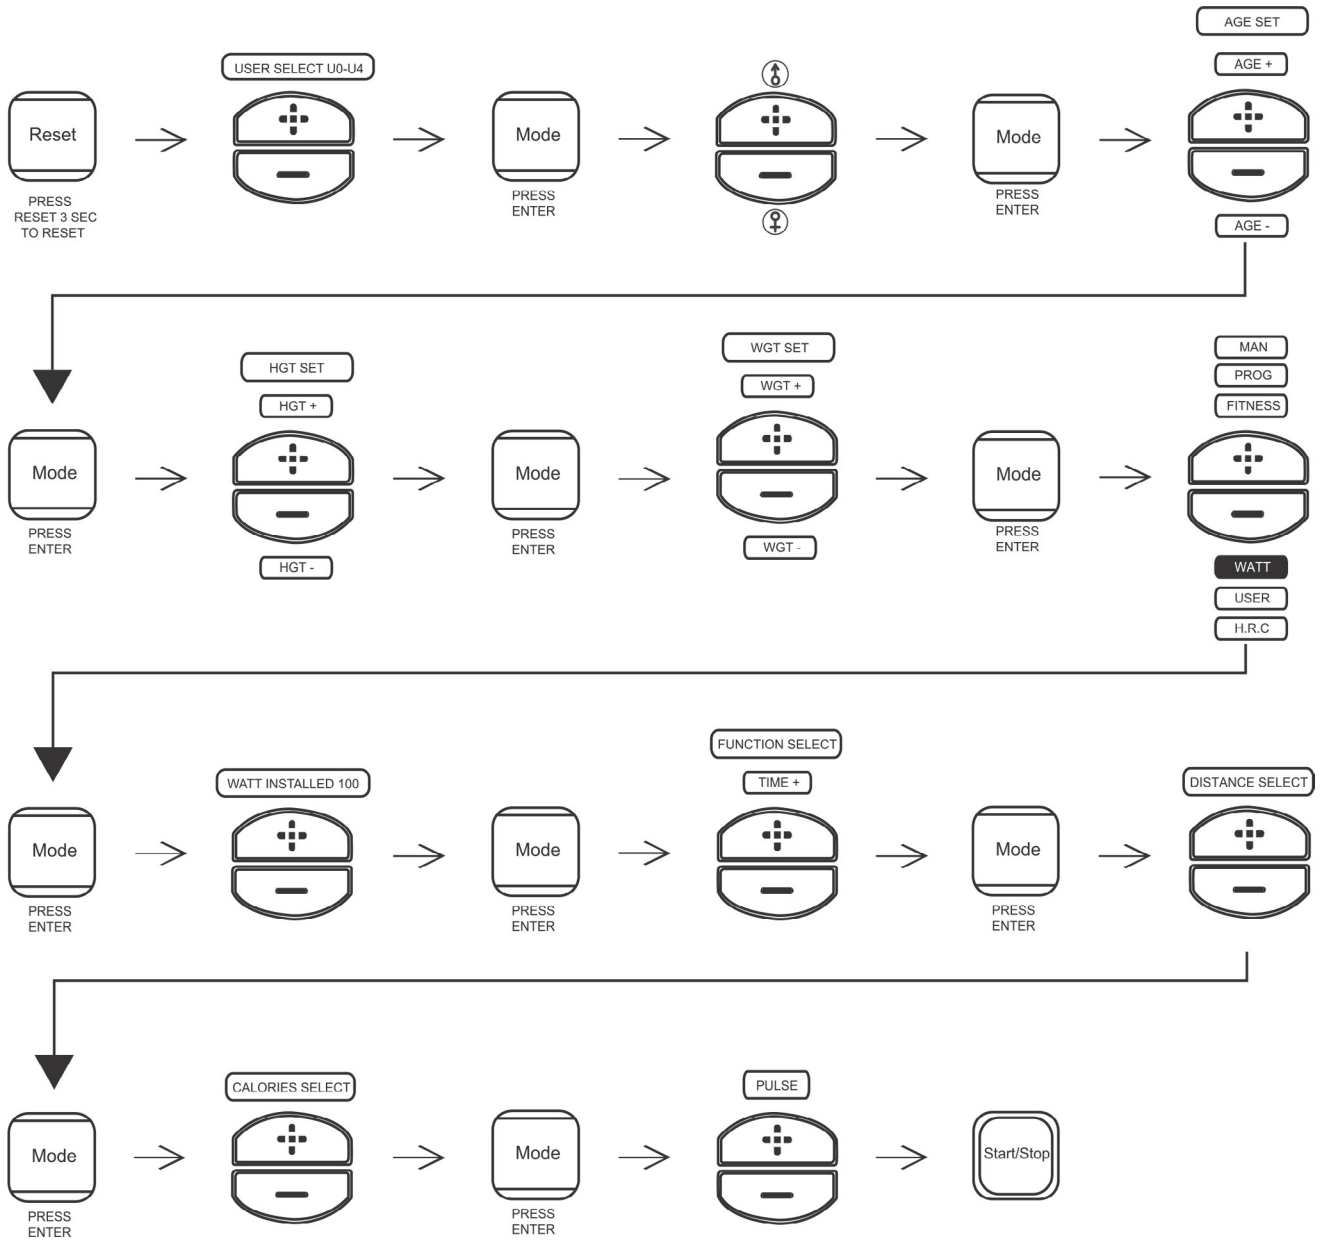 AGE SET
USER SELECT U0-U4
AGE +
Reset
Mode
Mode
PRESS
RESET 3 SEC
TO RESET
PRESS
ENTER
PRESS
ENTER
AGE -
HGT SET
HGT +
WGT SET
WGT +
MAN
PROG
FITNESS
Mode
Mode
Mode
PRESS
ENTER
HGT -
PRESS
ENTER
WGT -
PRESS
ENTER
WATT
USER
H.R.C
FUNCTION SELECT
WATT INSTALLED 100
TIME +
DISTANCE SELECT
Mode
Mode
Mode
PRESS
ENTER
PRESS
ENTER
PRESS
ENTER
CALORIES SELECT
PULSE
Mode
Mode
Start/Stop
PRESS
ENTER
PRESS
ENTER